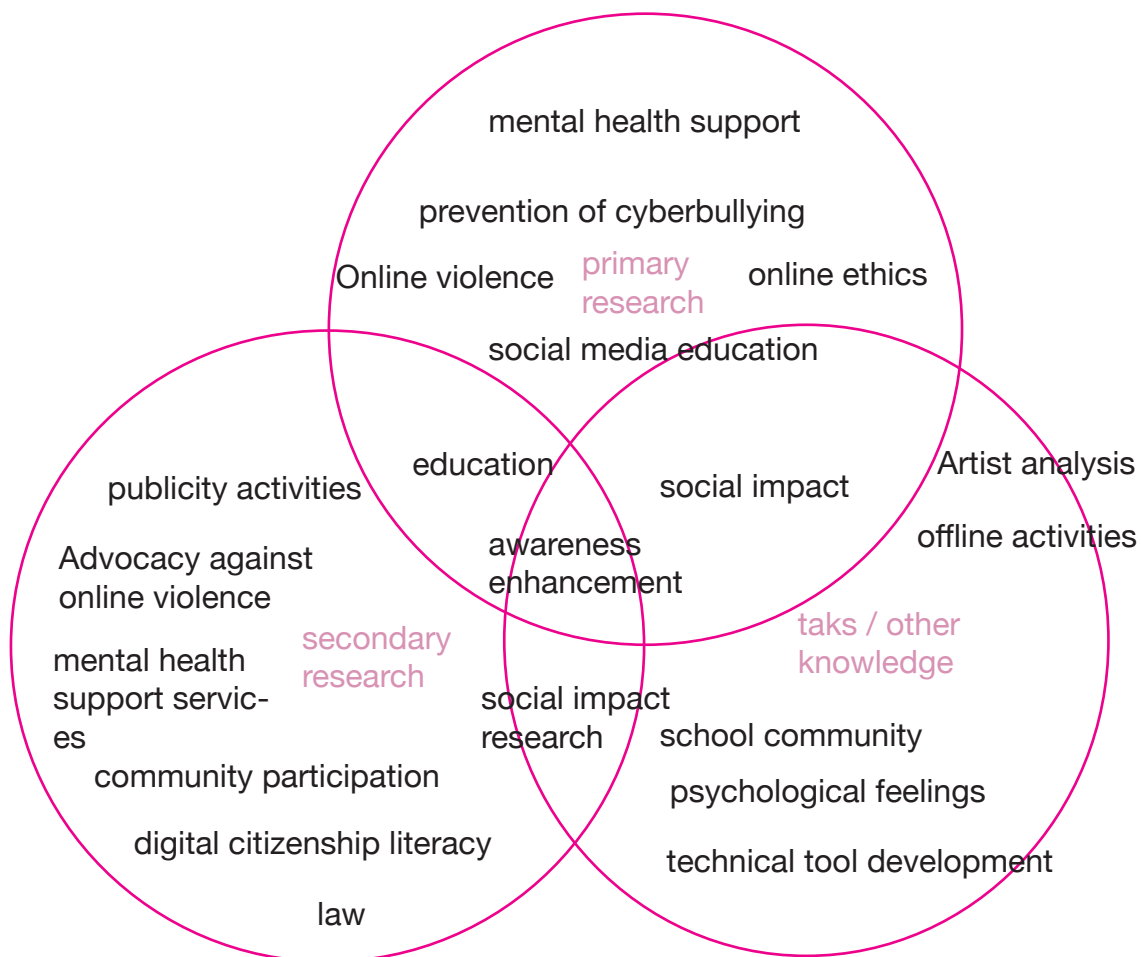 mental health support
prevention of cyberbullying
Online violence
primary
research
online ethics
social media education
education
social impact
Artist analysis
offline activities
publicity activities
awareness
enhancement
Advocacy against
online violence
secondary
research
taks / other
knowledge
mental health
support servic-
es
social impact
research
school community
community participation
psychological feelings
digital citizenship literacy
technical tool development
law